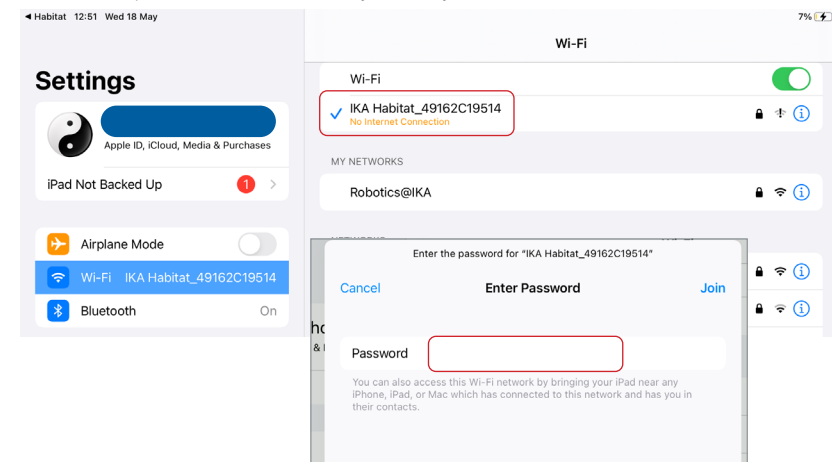 ◀ Habitat 12:51 Wed 18 May
7%
Wi-Fi
Settings
Apple ID, iCloud, Media & Purchases
iPad Not Backed Up 1
Airplane Mode
Wi-Fi IKA Habitat_49162C19514
Bluetooth On
Wi-Fi
IKA Habitat_49162C19514
No Internet Connection
MY NETWORKS
Robotics@IKA
Enter the password for “IKA Habitat_49162C19514”
Cancel Enter Password Join
Password
You can also access this Wi-Fi network by bringing your iPad near any
iPhone, iPad, or Mac which has connected to this network and has you in
their contacts.